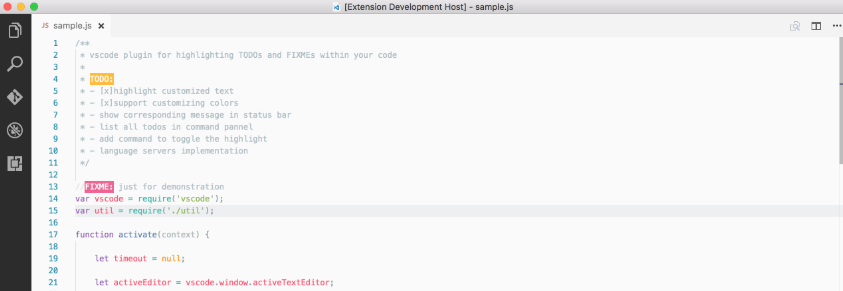 [Extension Development Host] - sample.js
JS sample.js ×
1 /**
2 * vscode plugin for highlighting TODOs and FIXMEs within your code
3 *
4 * TODO:
5 * - [x]highlight customized text
6 * - [x]support customizing colors
7 * - show corresponding message in status bar
8 * - list all todos in command pannel
9 * - add command to toggle the highlight
10 * - language servers implementation
11 */
12
13 //FIXME: just for demonstration
14 var vscode = require('vscode');
15 var util = require('./util');
16
17 function activate(context) {
18
19 let timeout = null;
20
21 let activeEditor = vscode.window.activeTextEditor;